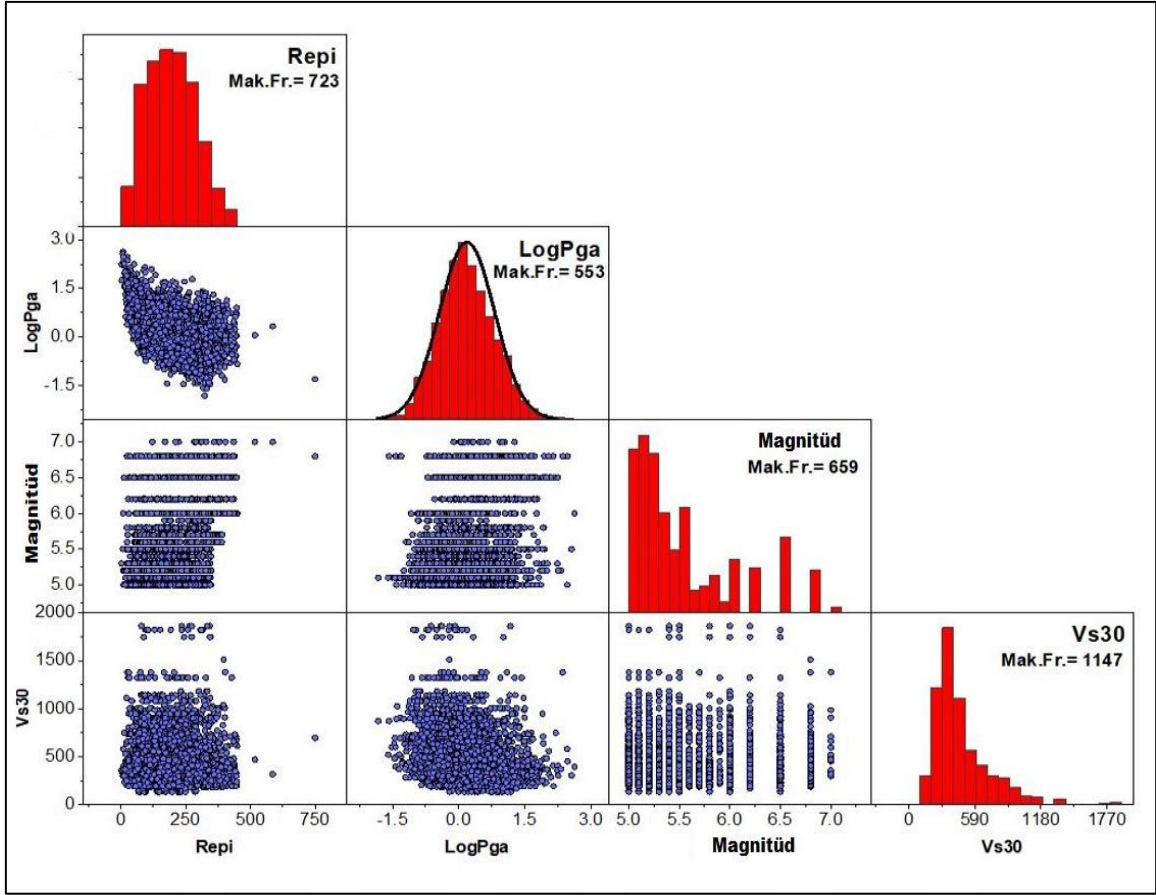 Repi
Mak.Fr.= 723
LogPga
3.0
1.5
0.0
-1.5
LogPga
Mak.Fr.= 553
Magnitüd
7.0
6.5
6.0
5.5
5.0
Magnitüd
Mak.Fr.= 659
Vs30
2000
1500
1000
500
0
Vs30
Mak.Fr.= 1147
0 250 750
-1.5 0.0 1.5 3.0
5.0 5.5 6.0 6.5 7.0
0 590 1180 1770
Repi
LogPga
Magnitüd
Vs30